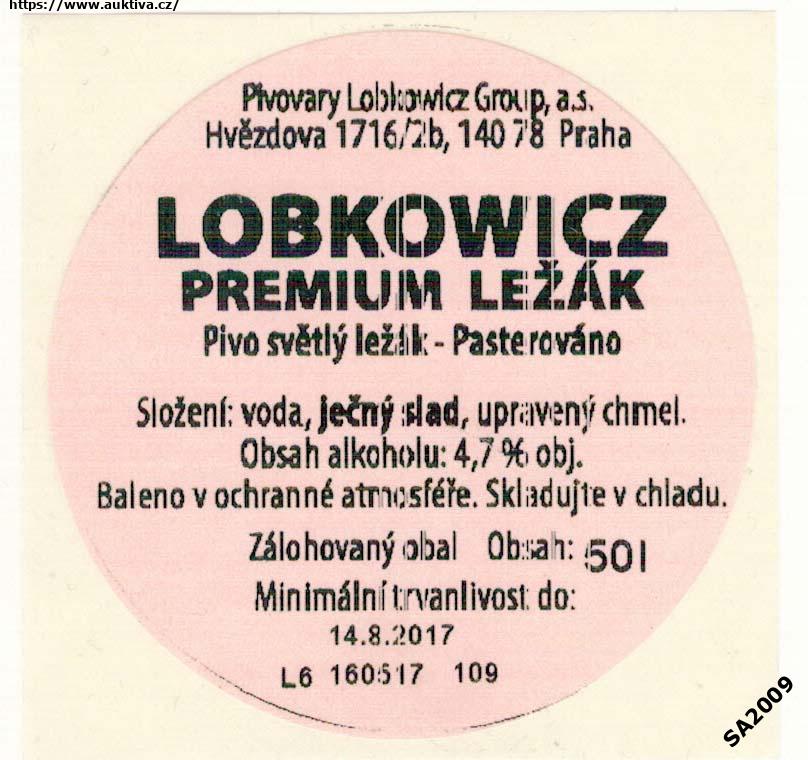 https://www.auktiva.cz/
Pivovary Lobkowicz Group, a.s.
Hvězdova 1716/2b, 140 78 Praha
LOBKOWICZ
PREMIUM LEŽÁK
Pivo světlý ležák - Pasterováno
Složení: voda, ječný slad, upravený chmel.
Obsah alkoholu: 4,7 % obj.
Baleno v ochranné atmosféře. Skladujte v chladu.
Zálohovaný obal Obsah: 50 l
Minimální trvanlivost do:
14.8.2017
L6 160517 109
SA2009